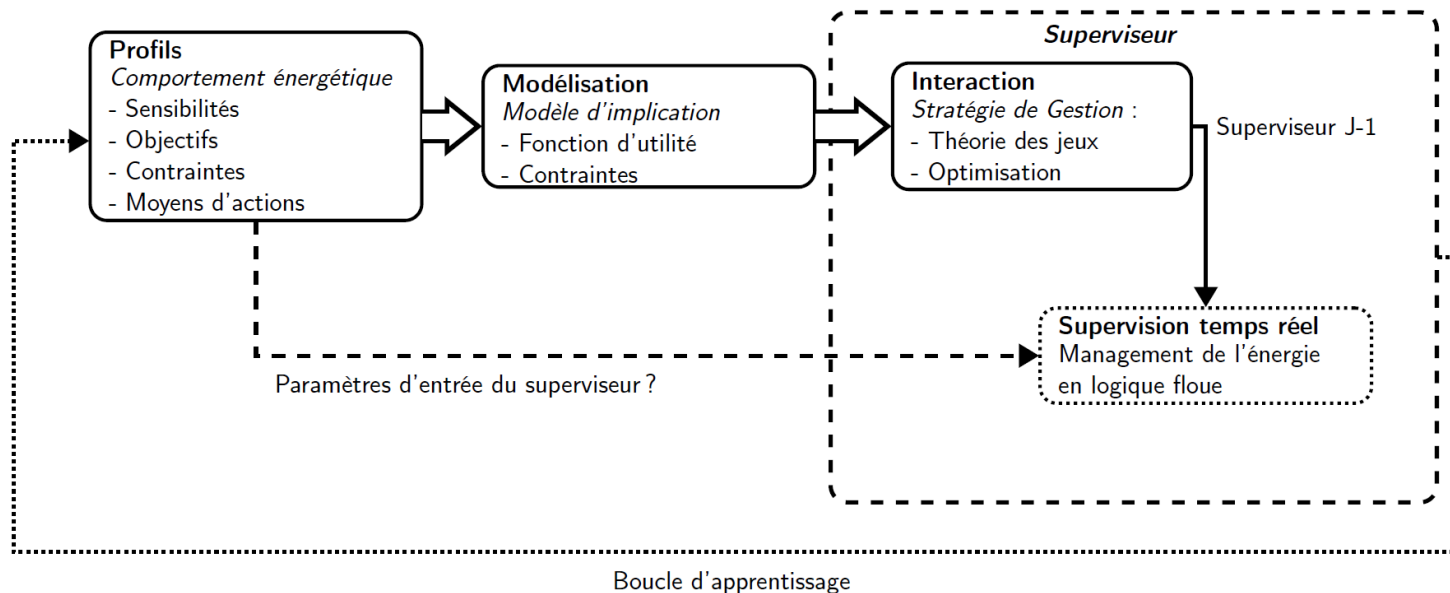 Profils
Comportement énergétique
- Sensibilités
- Objectifs
- Contraintes
- Moyens d'actions
Modélisation
Modèle d'implication
- Fonction d'utilité
- Contraintes
Superviseur
Interaction
Stratégie de Gestion :
- Théorie des jeux
- Optimisation
Superviseur J-1
Supervision temps réel
Management de l'énergie
en logique floue
Paramètres d'entrée du superviseur ?
Boucle d'apprentissage